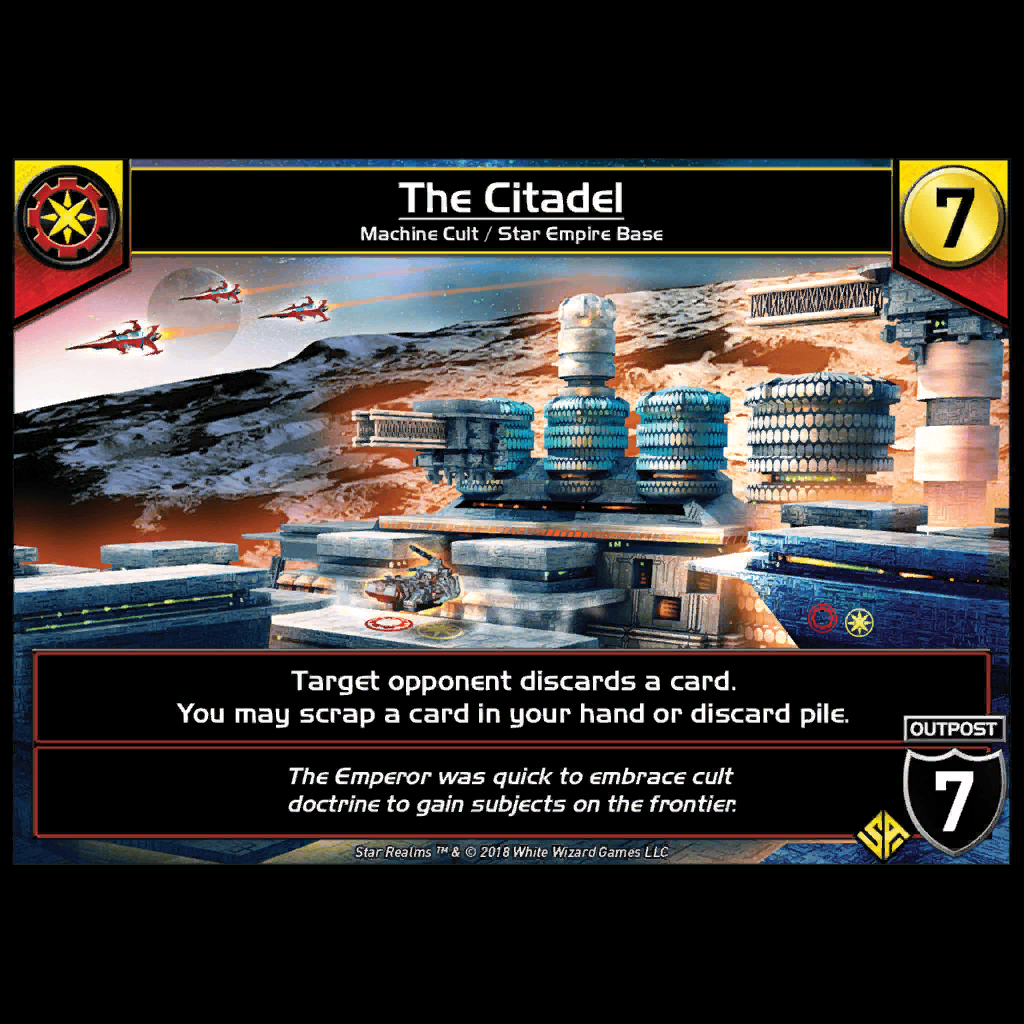 The Citadel
7
Machine Cult / Star Empire Base
Target opponent discards a card.
You may scrap a card in your hand or discard pile.
OUTPOST
7
The Emperor was quick to embrace cult
doctrine to gain subjects on the frontier.
Star Realms ™ & © 2018 White Wizard Games LLC